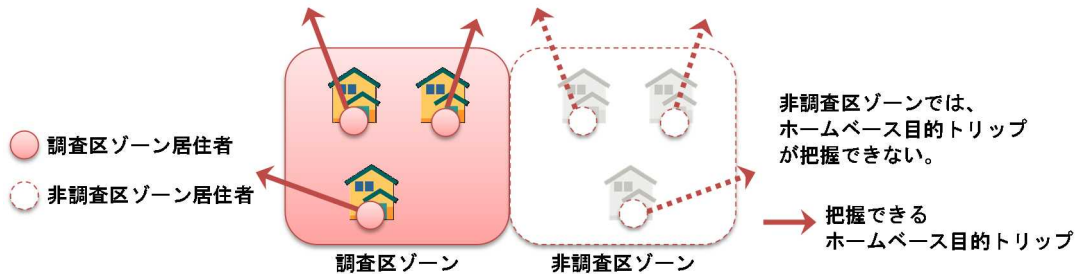 調査区ゾーン居住者
非調査区ゾーン居住者
調査区ゾーン
非調査区ゾーン
非調査区ゾーンでは、
ホームベース目的トリップ
が把握できない。
把握できる
ホームベース目的トリップ